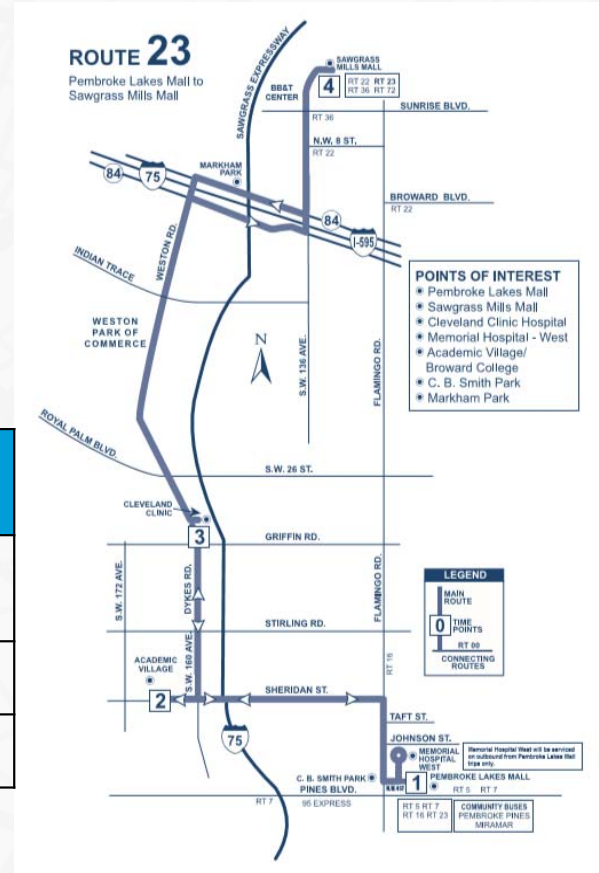 ROUTE 23
Pembroke Lakes Mall to
Sawgrass Mills Mall
SAWGRASS EXPRESSWAY
SAWGRASS
MILLS MALL
BB&T
CENTER
4
RT 22 RT 23
RT 36 RT 72
SUNRISE BLVD.
RT 36
N.W. 8 ST.
RT 22
MARKHAM
PARK
84
75
BROWARD BLVD.
RT 22
84
I-595
WESTON RD.
INDIAN TRACE
WESTON
PARK OF
COMMERCE
N
S.W. 136 AVE.
FLAMINGO RD.
POINTS OF INTEREST
Pembroke Lakes Mall
Sawgrass Mills Mall
Cleveland Clinic Hospital
Memorial Hospital - West
Academic Village/
Broward College
C. B. Smith Park
Markham Park
ROYAL PALM BLVD.
S.W. 26 ST.
CLEVELAND
CLINIC
3
GRIFFIN RD.
S.W. 172 AVE.
DYKES RD.
FLAMINGO RD.
LEGEND
MAIN
ROUTE
0
TIME
POINTS
RT 00
CONNECTING
ROUTES
STIRLING RD.
ACADEMIC
VILLAGE
S.W. 160 AVE.
RT 16
2
SHERIDAN ST.
TAFT ST.
75
JOHNSON ST.
MEMORIAL
HOSPITAL
WEST
Memorial Hospital West will be serviced
on outbound from Pembroke Lakes Mall
trips only.
C. B. SMITH PARK
1
PEMBROKE LAKES MALL
PINES BLVD.
RT 5 RT 7
RT 7
95 EXPRESS
RT 5 RT 7
RT 16 RT 23
COMMUNITY BUSES
PEMBROKE PINES
MIRAMAR